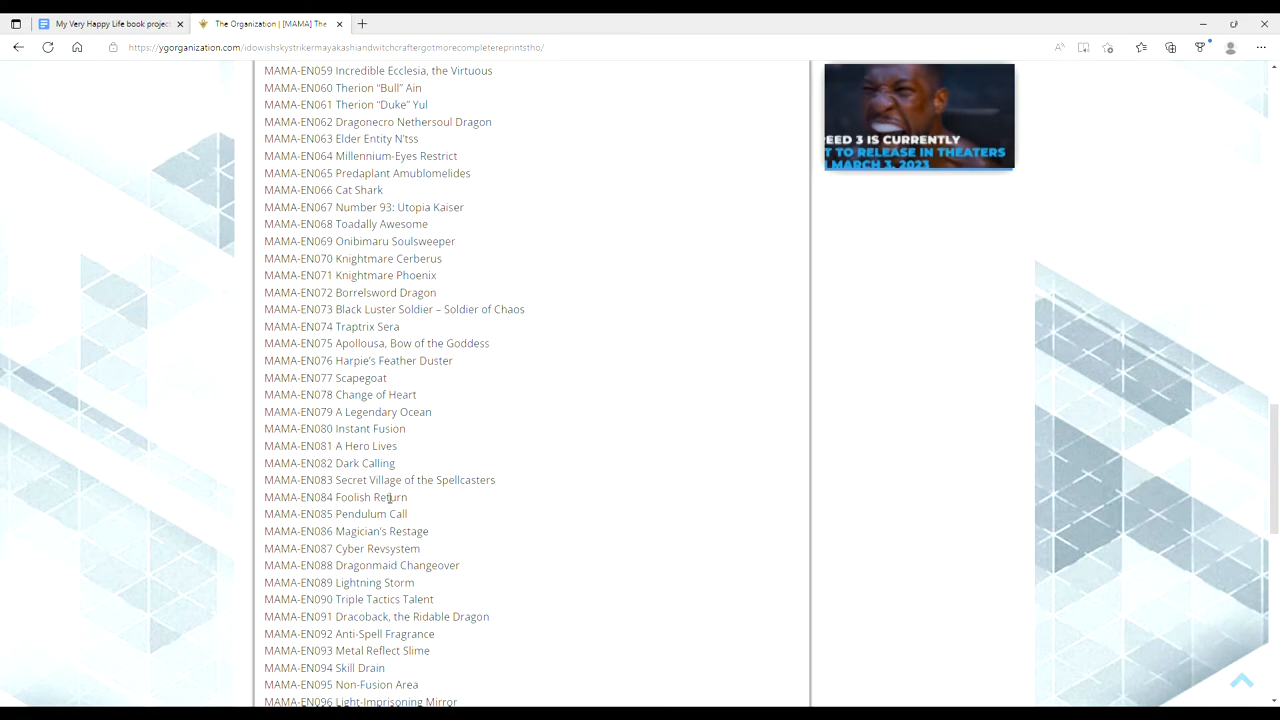 My Very Happy Life book projec
The Organization | [MAMA] The
https://ygorganization.com/idowishskystrikermayakashiandwitchcraftergotmorecompletereprintstho/
MAMA-EN059 Incredible Ecclesia, the Virtuous
MAMA-EN060 Therion “Bull” Ain
MAMA-EN061 Therion “Duke” Yul
MAMA-EN062 Dragonecro Nethersoul Dragon
MAMA-EN063 Elder Entity N’tss
MAMA-EN064 Millennium-Eyes Restrict
MAMA-EN065 Predaplant Amublomelides
MAMA-EN066 Cat Shark
MAMA-EN067 Number 93: Utopia Kaiser
MAMA-EN068 Toadally Awesome
MAMA-EN069 Onibimaru Soulsweeper
MAMA-EN070 Knightmare Cerberus
MAMA-EN071 Knightmare Phoenix
MAMA-EN072 Borrelsword Dragon
MAMA-EN073 Black Luster Soldier – Soldier of Chaos
MAMA-EN074 Traptrix Sera
MAMA-EN075 Apollousa, Bow of the Goddess
MAMA-EN076 Harpie’s Feather Duster
MAMA-EN077 Scapegoat
MAMA-EN078 Change of Heart
MAMA-EN079 A Legendary Ocean
MAMA-EN080 Instant Fusion
MAMA-EN081 A Hero Lives
MAMA-EN082 Dark Calling
MAMA-EN083 Secret Village of the Spellcasters
MAMA-EN084 Foolish Return
MAMA-EN085 Pendulum Call
MAMA-EN086 Magician’s Restage
MAMA-EN087 Cyber Revsystem
MAMA-EN088 Dragonmaid Changeover
MAMA-EN089 Lightning Storm
MAMA-EN090 Triple Tactics Talent
MAMA-EN091 Dracoback, the Ridable Dragon
MAMA-EN092 Anti-Spell Fragrance
MAMA-EN093 Metal Reflect Slime
MAMA-EN094 Skill Drain
MAMA-EN095 Non-Fusion Area
MAMA-EN096 Light-Imprisoning Mirror
EED 3 IS CURRENTLY
T TO RELEASE IN THEATERS
MARCH 3, 2023